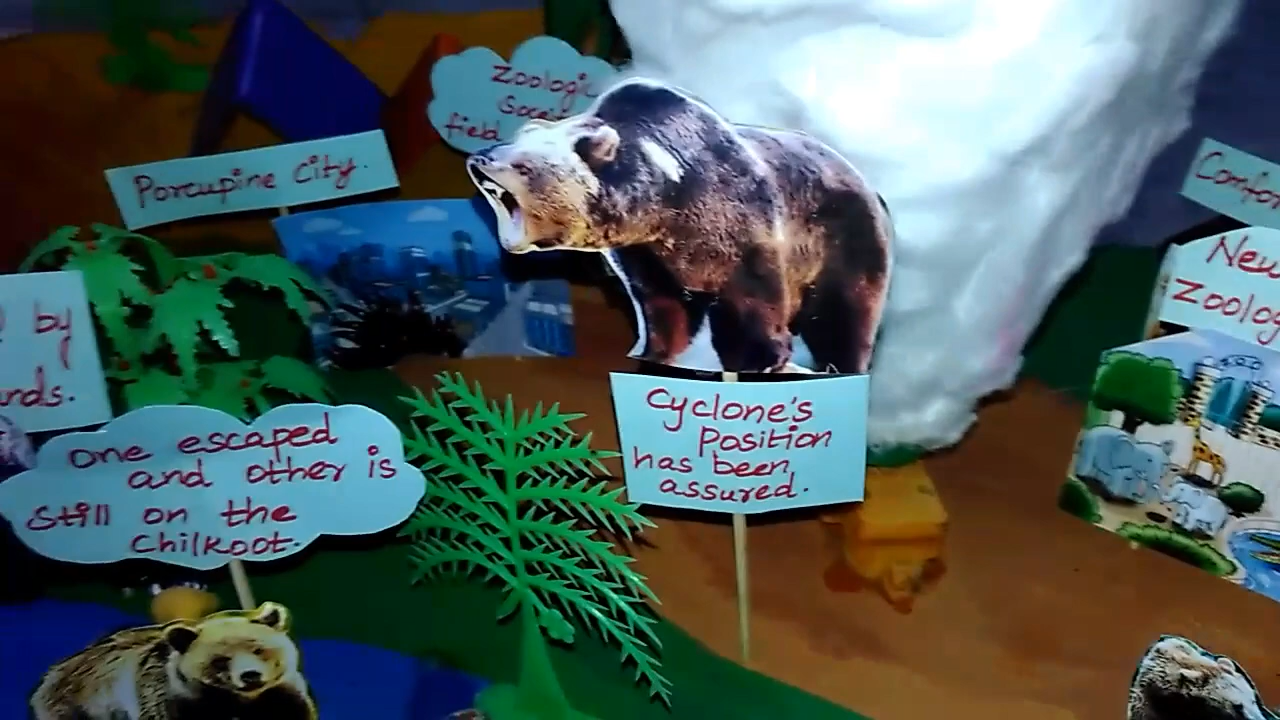 Zoologic
field
Porcupine City.
by
Cyclone's
Position
has been
assured.
one escaped
and other is
Still on the
Chilkoot.
New
Zoolog
ZOO